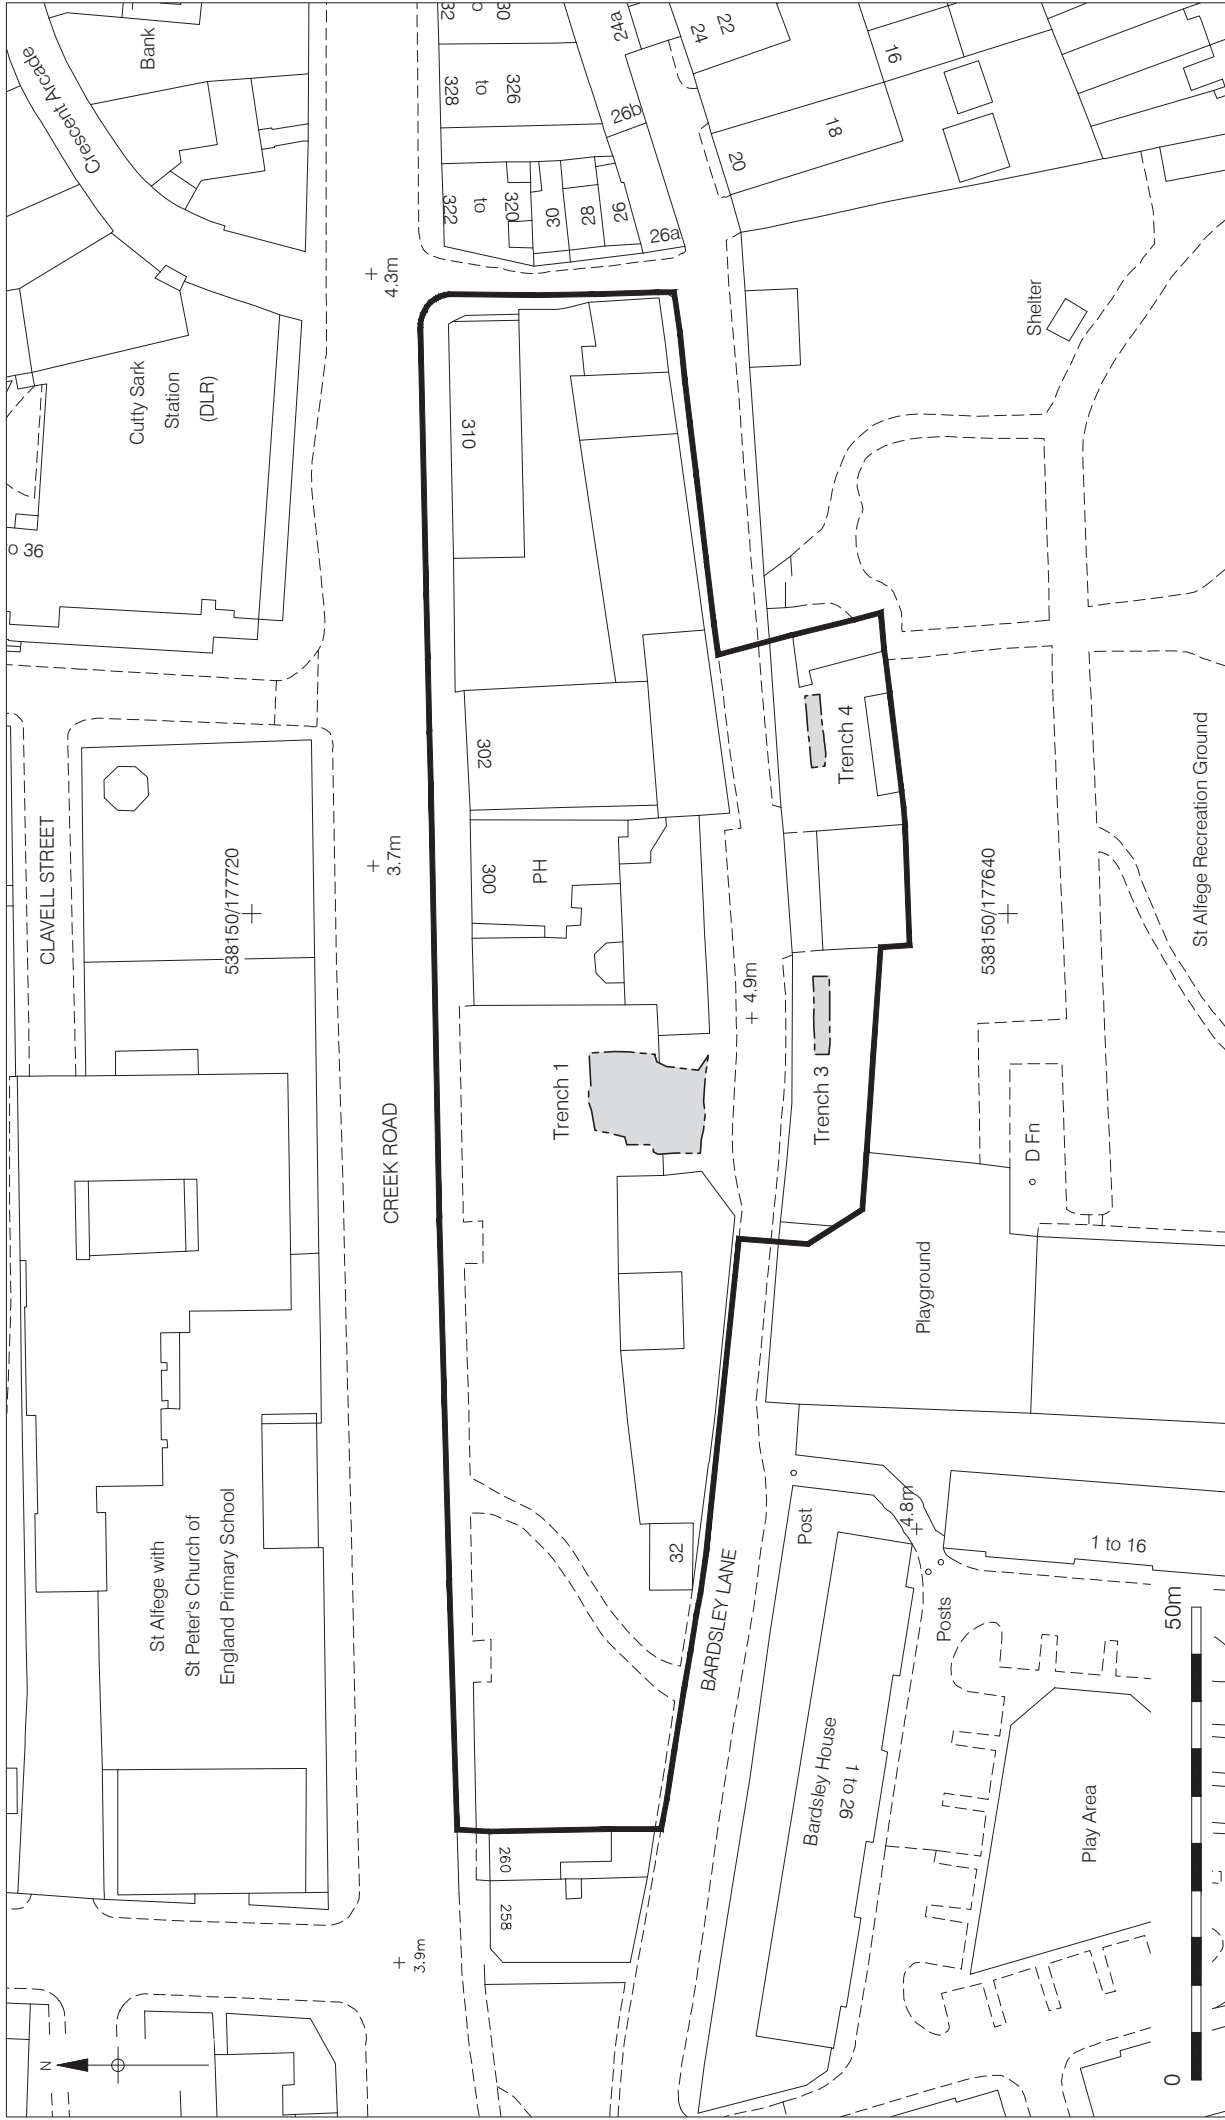 Crescent Arcade
Bank
32
to
30
328
to
326
322
to
320
24a
26b
26a
30
28
26
22
24
20
18
16
Cutty Sark
Station
(DLR)
o 36
4.3m
Shelter
310
302
300
PH
CLAVELL STREET
538150/177720
3.7m
CREEK ROAD
Trench 4
Trench 3
Trench 1
4.9m
538150/177640
St Alfege Recreation Ground
D Fn
Playground
St Alfege with
St Peter's Church of
England Primary School
32
BARDSLEY LANE
Post
4.8m
Posts
1 to 16
Bardsley House
1 to 26
Play Area
260
258
3.9m
N
0
50m